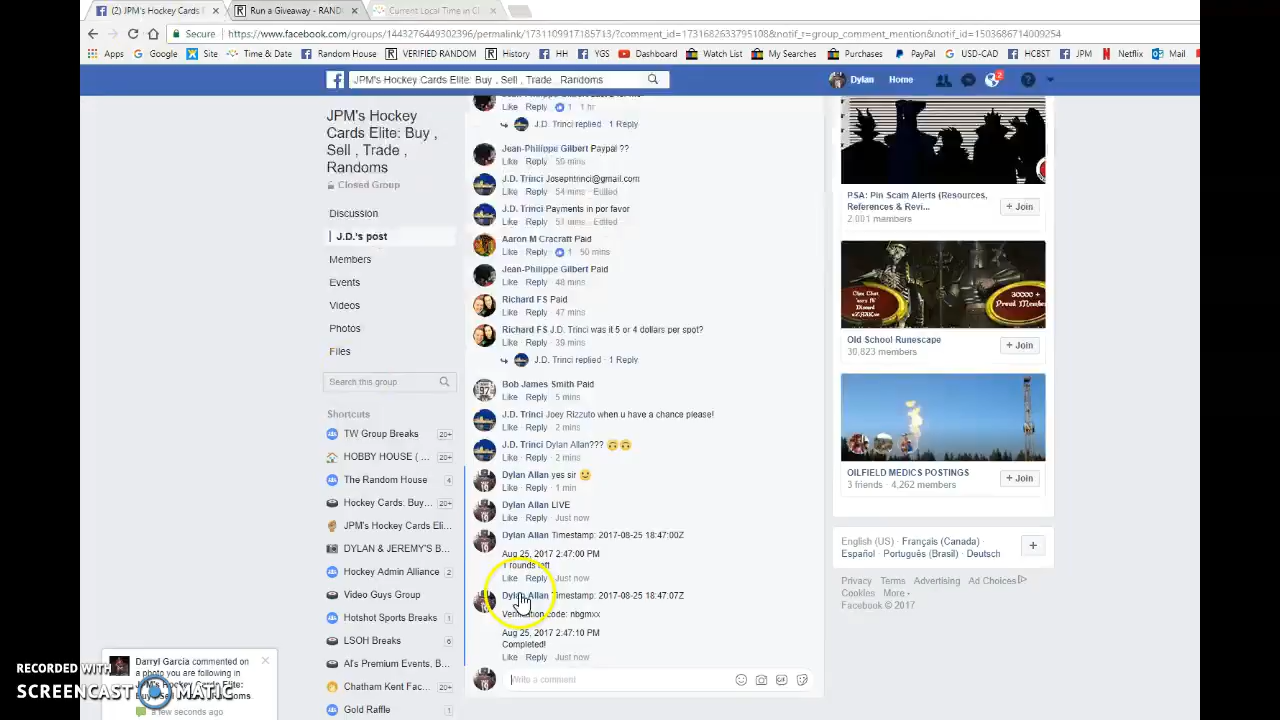 (2) JPM's Hockey Cards E
Run a Giveaway - RAND
Current Local Time in C
Secure
https://www.facebook.com/groups/1443276449302396/permalink/1731109917185713/?comment_id=1731682633795108&notif_t=group_comment_mention&notif_id=1503686714009254
Apps Google Site Time & Date Random House VERIFIED RANDOM History HH YGS Dashboard Watch List My Scratchings Purchases PayPal USD-CAD HCBST JPM Netflix Mail
JPM's Hockey Cards Elite: Buy , Sell , Trade , Randoms
Dylan Home 2
JPM's Hockey
Cards Elite: Buy ,
Sell , Trade ,
Randoms
Closed Group
Discussion
J.D.'s post
Members
Events
Videos
Photos
Files
Search this group
Shortcuts
TW Group Breaks 20+
HOBBY HOUSE ( ... 20+
The Random House 4
Hockey Cards: Buy... 20+
JPM's Hockey Cards Eli...
DYLAN & JEREMY'S B...
Hockey Admin Alliance 2
Video Guys Group
Hotshot Sports Breaks 1
LSOH Breaks 6
Al's Premium Events, B...
Chatham Kent Fac...
Gold Raffle 1
Like Reply 1 1 hr
J.D. Trinci replied · 1 Reply
Jean-Philippe Gilbert Paypal ??
Like Reply 59 mins
J.D. Trinci Josephtrinci@gmail.com
Like Reply 54 mins · Edited
J.D. Trinci Payments in por favor
Like Reply 51 mins · Edited
Aaron M Cracraft Paid
Like Reply 1 50 mins
Jean-Philippe Gilbert Paid
Like Reply 48 mins
Richard FS Paid
Like Reply 47 mins
Richard FS J.D. Trinci was it 5 or 4 dollars per spot?
Like Reply 39 mins
J.D. Trinci replied · 1 Reply
Bob James Smith Paid
Like Reply 5 mins
J.D. Trinci Joey Rizzuto when u have a chance please!
Like Reply 2 mins
J.D. Trinci Dylan Allan??? 🙃🙃
Like Reply 2 mins
Dylan Allan yes sir 😉
Like Reply 1 min
Dylan Allan LIVE
Like Reply Just now
Dylan Allan Timestamp: 2017-08-25 18:47:00Z
Aug 25, 2017 2:47:00 PM
1 rounds left
Like Reply Just now
Dylan Allan Timestamp: 2017-08-25 18:47:07Z
Verification code: nbgmxx
Aug 25, 2017 2:47:10 PM
Completed!
Like Reply Just now
Write a comment
PSA: Pin Scam Alerts (Resources,
References & Revi...
2,001 members
+ Join
Old School Runescape
30,823 members
+ Join
OILFIELD MEDICS POSTINGS
3 friends · 4,262 members
+ Join
English (US) · Français (Canada) ·
Español · Português (Brasil) · Deutsch
+
Privacy Terms Advertising Ad Choices
Cookies More
Facebook © 2017
Darryl Garcia commented on
a photo you are following in
JPM's Hockey Cards Elite:
Buy , Sell , Trade , Randoms
a few seconds ago
RECORDED WITH
SCREENCAST MATIC